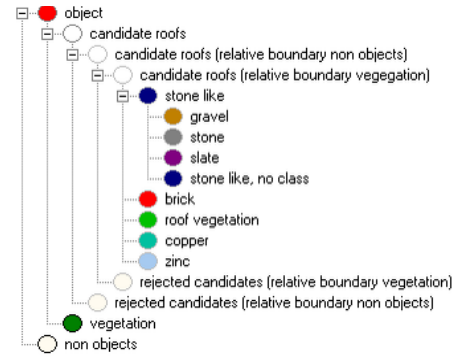 object
candidate roofs
candidate roofs (relative boundary non objects)
candidate roofs (relative boundary vegegation)
stone like
gravel
stone
slate
stone like, no class
brick
roof vegetation
copper
zinc
rejected candidates (relative boundary vegetation)
rejected candidates (relative boundary non objects)
vegetation
non objects